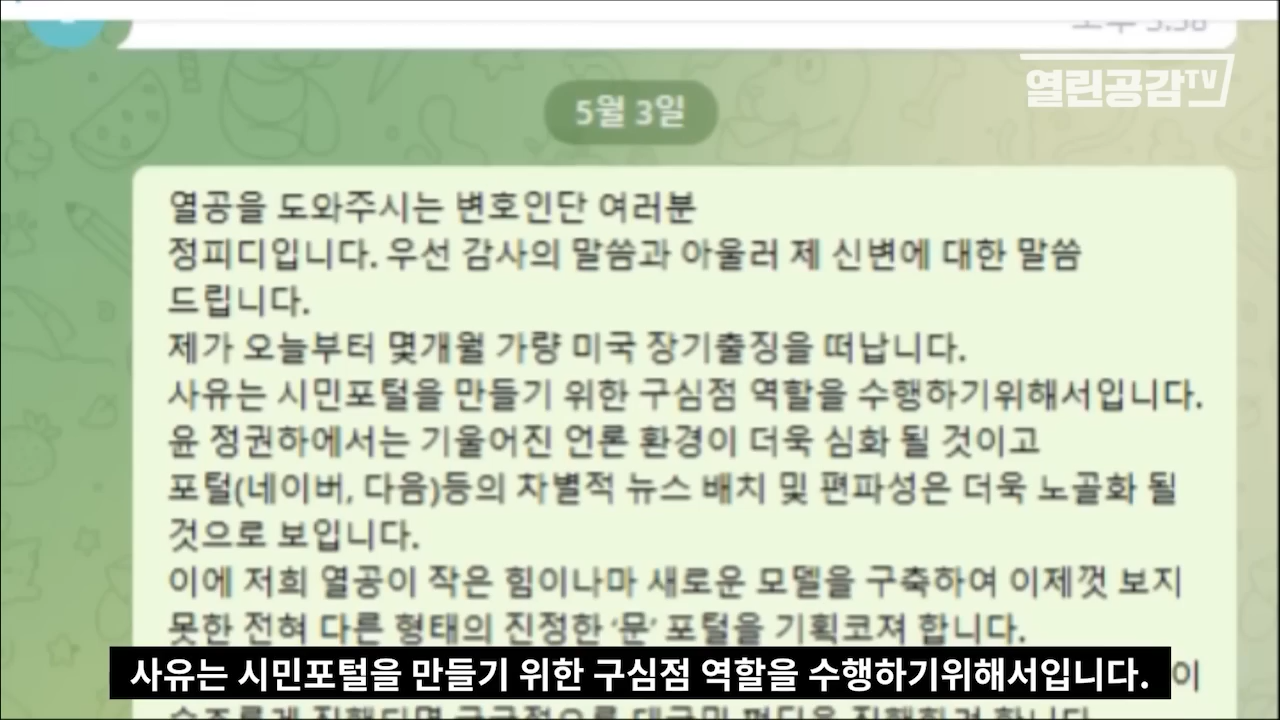 열린공감TV
5월 3일
열공을 도와주시는 변호인단 여러분
정피디입니다. 우선 감사의 말씀과 아울러 제 신변에 대한 말씀
드립니다.
제가 오늘부터 몇개월 가량 미국 장기출장을 떠납니다.
사유는 시민포털을 만들기 위한 구심점 역할을 수행하기위해서입니다.
윤 정권하에서는 기울어진 언론 환경이 더욱 심화 될 것이고
포털(네이버, 다음)등의 차별적 뉴스 배치 및 편파성은 더욱 노골화 될
것으로 보입니다.
이에 저희 열공이 작은 힘이나마 새로운 모델을 구축하여 이제껏 보지
못한 전혀 다른 형태의 진정한 ‘문’ 포털을 기획코져 합니다.
이
사유는 시민포털을 만들기 위한 구심점 역할을 수행하기위해서입니다.